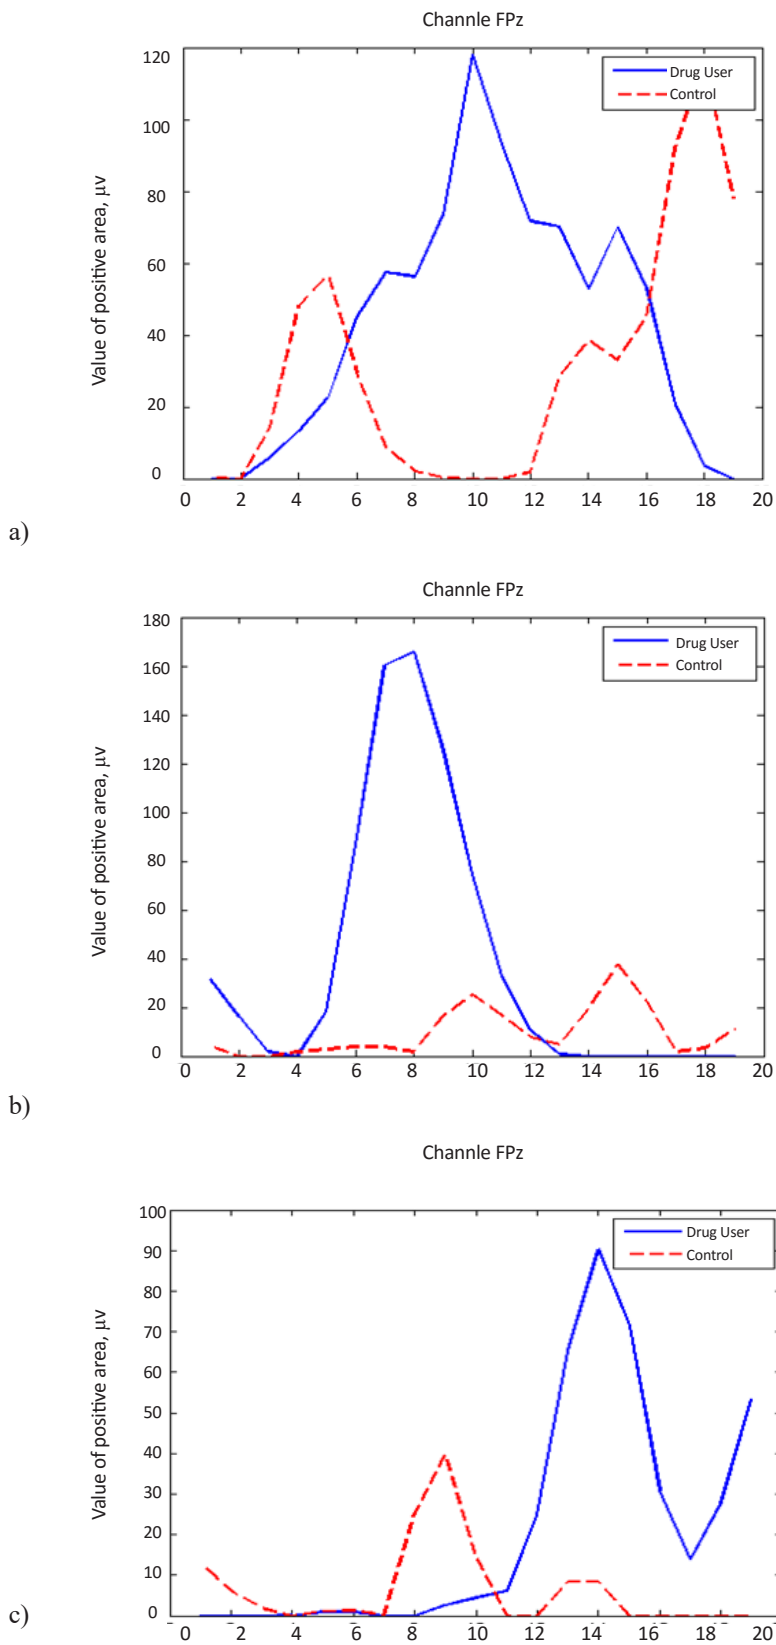 Channle FPz
120
100
80
60
40
20
0
Value of positive area, μv
Drug User
Control
0 2 4 6 8 10 12 14 16 18 20
a)
Channle FPz
180
160
140
120
100
80
60
40
20
0
Value of positive area, μv
Drug User
Control
0 2 4 6 8 10 12 14 16 18 20
b)
Channle FPz
100
90
80
70
60
50
40
30
20
10
0
Value of positive area, μv
Drug User
Control
0 2 4 6 8 10 12 14 16 18 20
c)